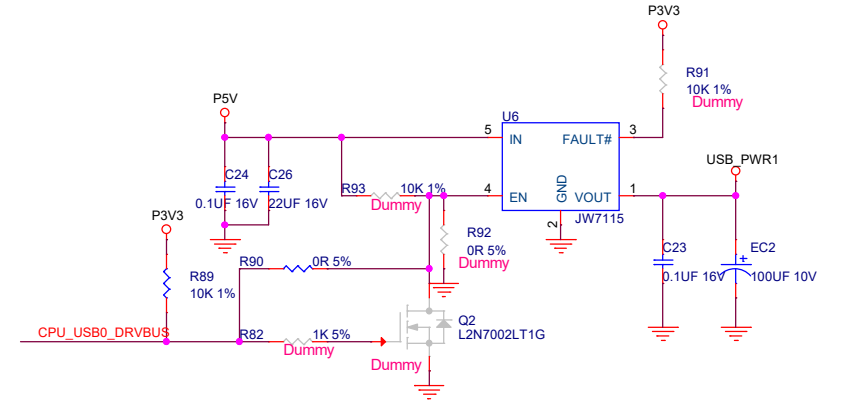 P3V3
R91
10K 1%
Dummy
P5V
U6
5
IN
FAULT#
3
C24
0.1UF 16V
C26
22UF 16V
R93
10K 1%
Dummy
4
EN
GND
VOUT
1
2
JW7115
USB_PWR1
P3V3
R92
0R 5%
Dummy
C23
0.1UF 16V
EC2
100UF 10V
+
R90
0R 5%
R89
10K 1%
CPU_USB0_DRVBUS
R82
1K 5%
Dummy
Q2
L2N7002LT1G
Dummy